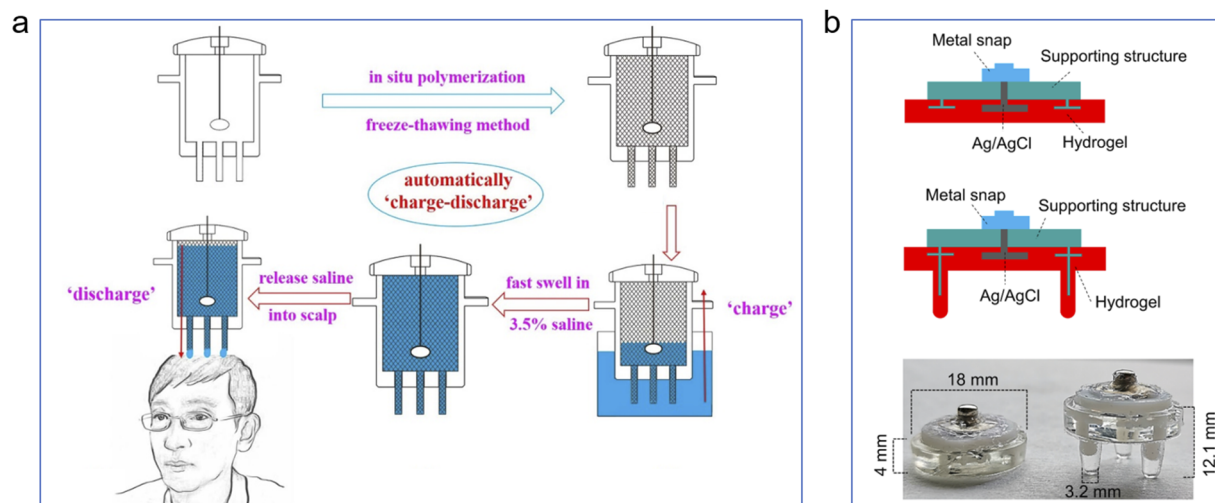 a
in situ polymerization
freeze-thawing method
automatically
'charge-discharge'
'discharge'
release saline
into scalp
fast swell in
3.5% saline
'charge'
b
Metal snap
Supporting structure
Ag/AgCl
Hydrogel
Metal snap
Supporting structure
Ag/AgCl
Hydrogel
18 mm
4 mm
3.2 mm
12.1 mm